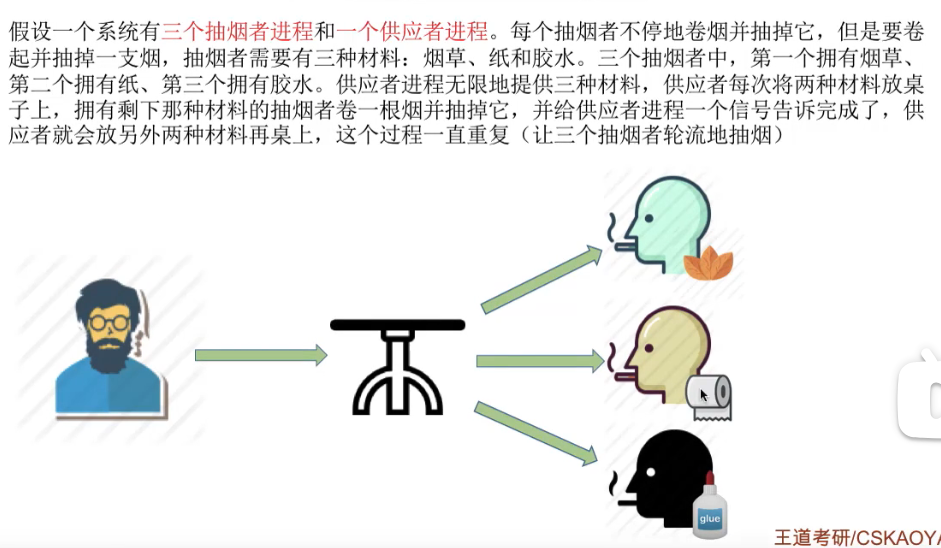 假设一个系统有三个抽烟者进程和一个供应者进程。每个抽烟者不停地卷烟并抽掉它，但是要卷
起并抽掉一支烟，抽烟者需要有三种材料：烟草、纸和胶水。三个抽烟者中，第一个拥有烟草、
第二个拥有纸、第三个拥有胶水。供应者进程无限地提供三种材料，供应者每次将两种材料放桌
子上，拥有剩下那种材料的抽烟者卷一根烟并抽掉它，并给供应者进程一个信号告诉完成了，供
应者就会放另外两种材料再桌上，这个过程一直重复（让三个抽烟者轮流地抽烟）
glue
王道考研/CSKAOYA